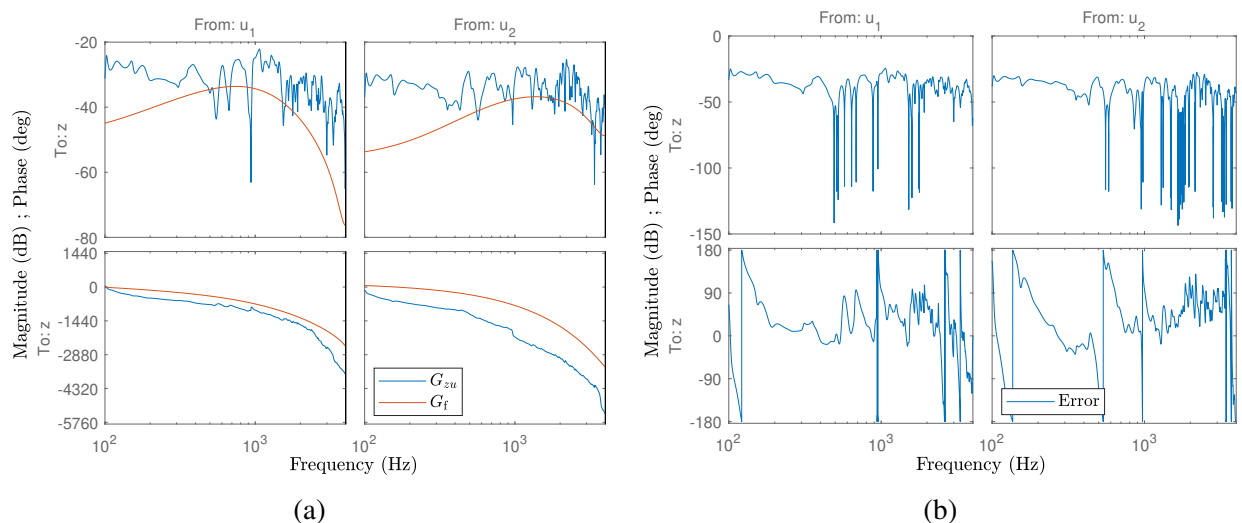 From: u1
From: u2
Magnitude (dB) ; Phase (deg)
To: z
-20
-40
-60
-80
To: z
1440
0
-1440
-2880
-4320
-5760
G_zu
G_f
10^2
10^3
10^2
10^3
Frequency (Hz)
(a)
From: u1
From: u2
Magnitude (dB) ; Phase (deg)
To: z
0
-50
-100
-150
To: z
180
90
0
-90
-180
Error
10^2
10^3
10^2
10^3
Frequency (Hz)
(b)